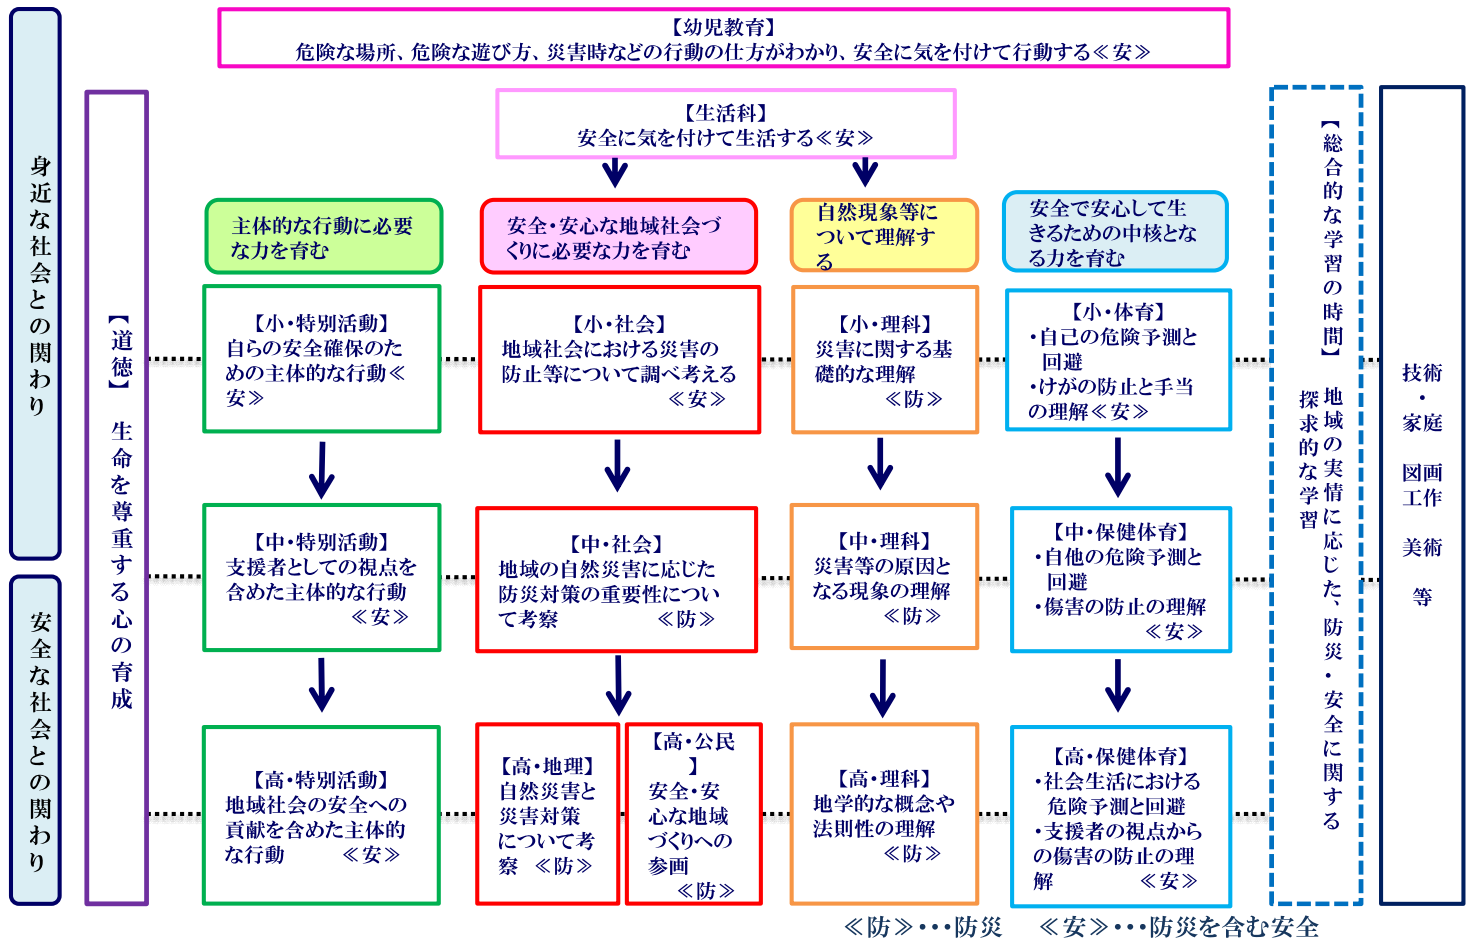 身近な社会との関わり
安全な社会との関わり
【幼児教育】
危険な場所、危険な遊び方、災害時などの行動の仕方がわかり、安全に気を付けて行動する≪安≫
【生活科】
安全に気を付けて生活する≪安≫
【道徳】 生命を尊重する心の育成
主体的な行動に必要
な力を育む
安全・安心な地域社会づ
くりに必要な力を育む
自然現象等に
ついて理解す
る
安全で安心して生
きるための中核とな
る力を育む
【小・特別活動】
自らの安全確保のた
めの主体的な行動≪
安≫
【小・社会】
地域社会における災害の
防止等について調べ考える
≪安≫
【小・理科】
災害に関する基
礎的な理解
≪防≫
【小・体育】
・自己の危険予測と
回避
・けがの防止と手当
の理解≪安≫
【中・特別活動】
支援者としての視点を
含めた主体的な行動
≪安≫
【中・社会】
地域の自然災害に応じた
防災対策の重要性につい
て考察 ≪防≫
【中・理科】
災害等の原因と
なる現象の理解
≪防≫
【中・保健体育】
・自他の危険予測と
回避
・傷害の防止の理解
≪安≫
【高・特別活動】
地域社会の安全への
貢献を含めた主体的
な行動 ≪安≫
【高・地理】
自然災害と
災害対策
について考
察 ≪防≫
【高・公民
】
安全・安
心な地域
づくりへの
参画
≪防≫
【高・理科】
地学的な概念や
法則性の理解
≪防≫
【高・保健体育】
・社会生活における
危険予測と回避
・支援者の視点から
の傷害の防止の理
解 ≪安≫
【総合的な学習の時間】 地域の実情に応じた、防災・安全に関する
探求的な学習
技術
・
家庭
図画
工作
美術
等
≪防≫・・・防災 ≪安≫・・・防災を含む安全